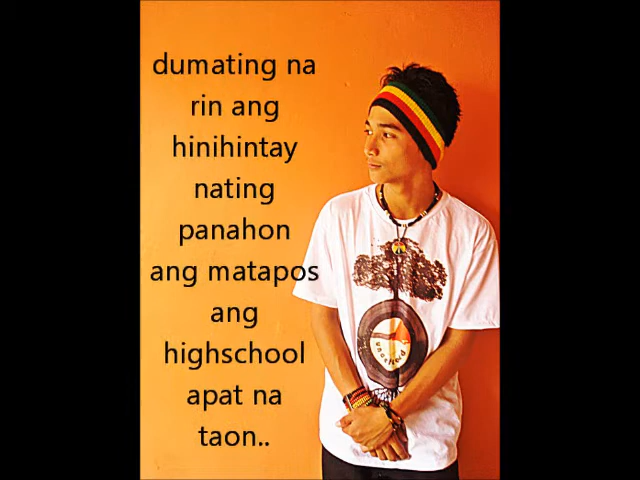 dumating na
rin ang
hinihintay
nating
panahon
ang matapos
ang
highschool
apat na
taon..